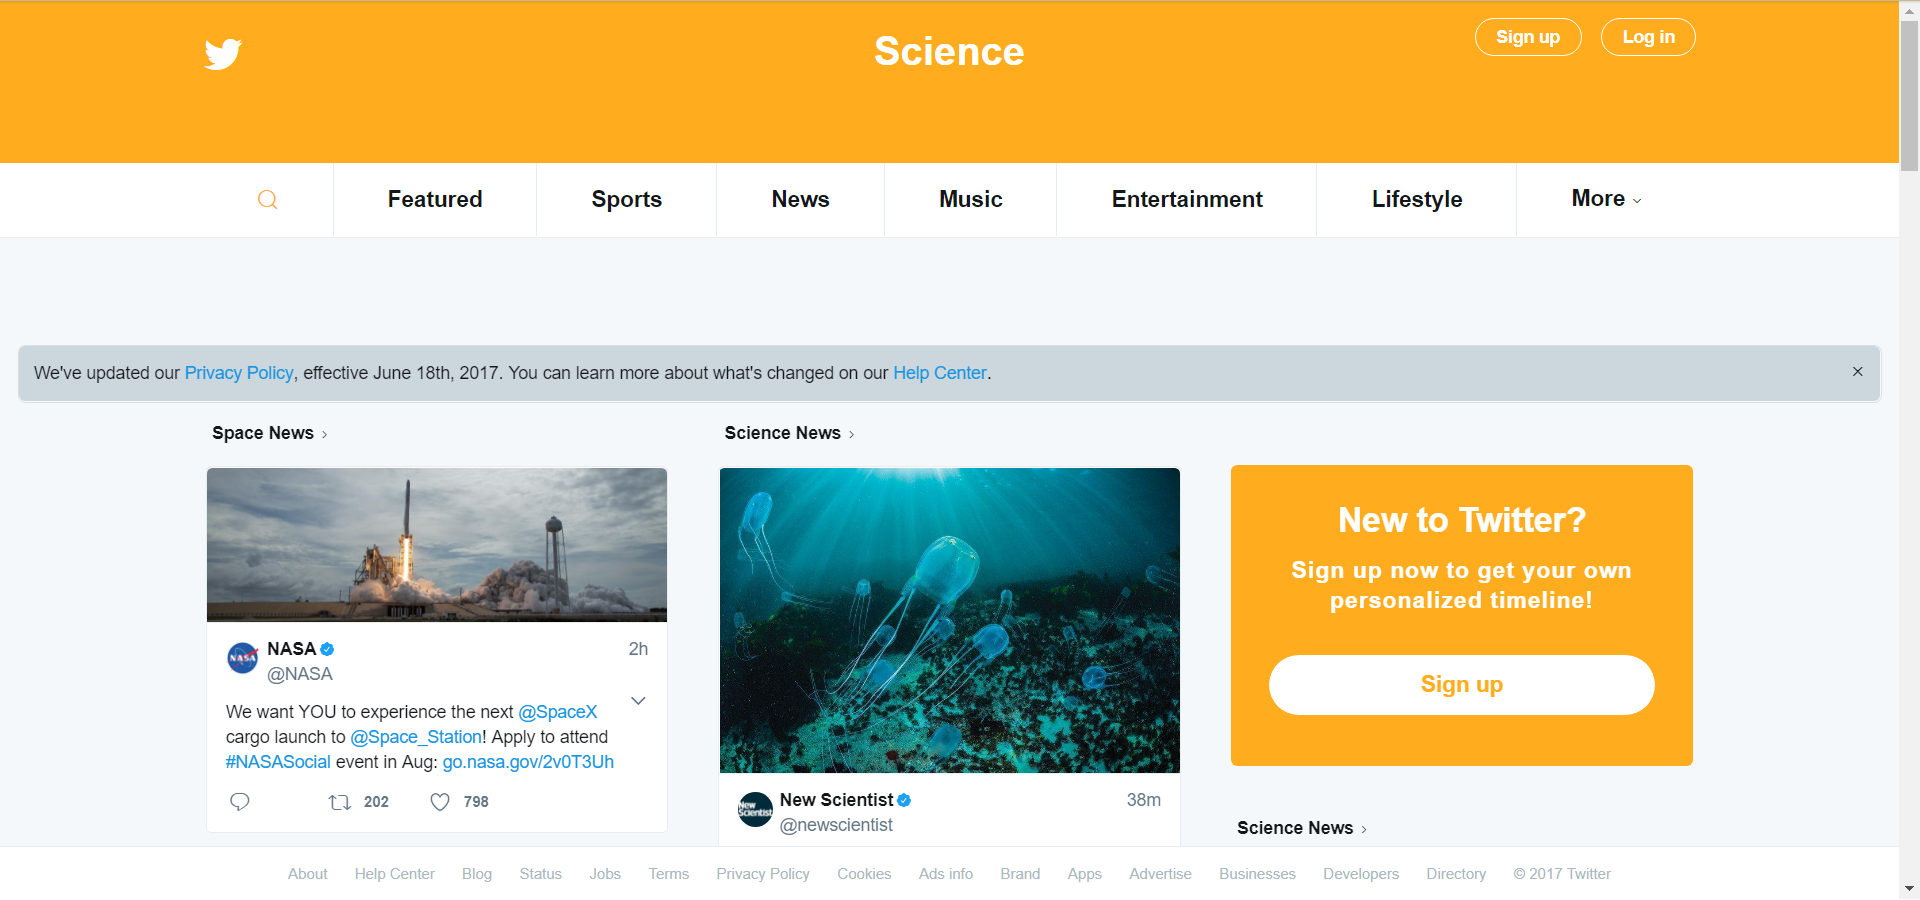 Science
Sign up
Log in
Featured
Sports
News
Music
Entertainment
Lifestyle
More
We've updated our Privacy Policy, effective June 18th, 2017. You can learn more about what's changed on our Help Center.
Space News
NASA
NASA
2h
@NASA
We want YOU to experience the next @SpaceX
cargo launch to @Space_Station! Apply to attend
#NASASocial event in Aug: go.nasa.gov/2v0T3Uh
202
798
Science News
New
Scientist
New Scientist
38m
@newscientist
New to Twitter?
Sign up now to get your own
personalized timeline!
Sign up
Science News
About
Help Center
Blog
Status
Jobs
Terms
Privacy Policy
Cookies
Ads info
Brand
Apps
Advertise
Businesses
Developers
Directory
© 2017 Twitter